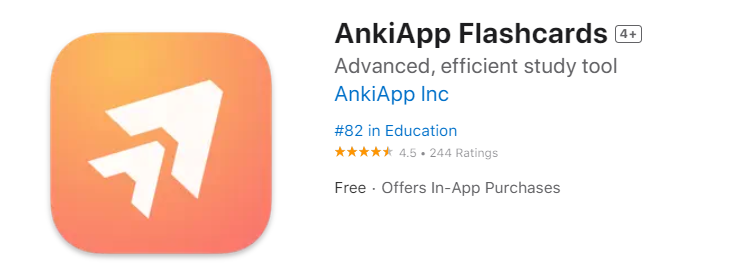 AnkiApp Flashcards 4+
Advanced, efficient study tool
AnkiApp Inc
#82 in Education
4.5 • 244 Ratings
Free · Offers In-App Purchases